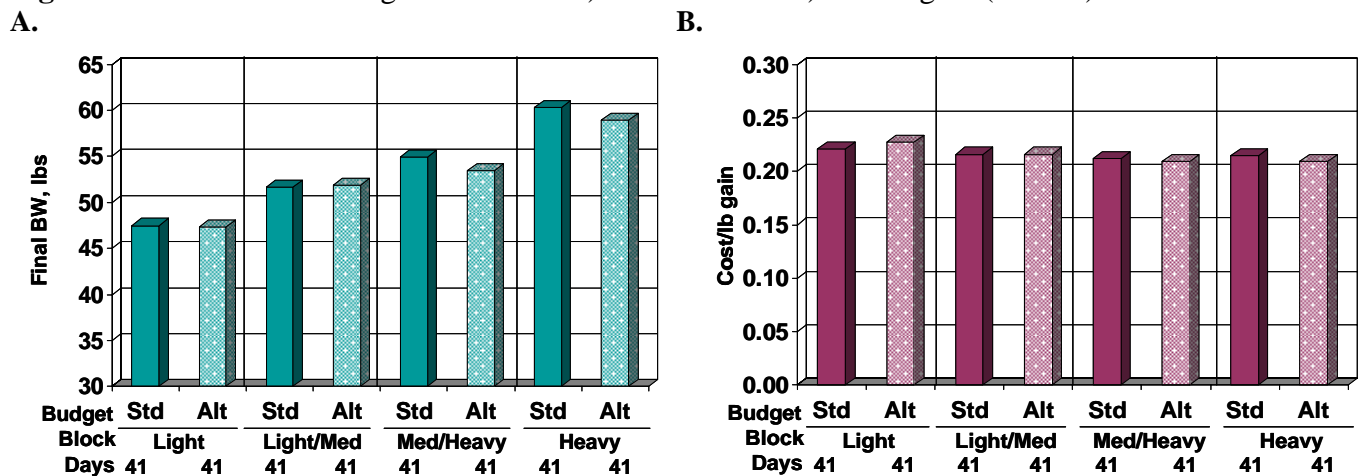 A.
B.
65
60
55
50
45
40
35
30
Final BW, lbs
Budget Std Alt Std Alt Std Alt Std Alt
Block Light Light/Med Med/Heavy Heavy
Days 41 41 41 41 41 41 41 41
0.30
0.25
0.20
0.15
0.10
0.05
0.00
Cost/lb gain
Budget Std Alt Std Alt Std Alt Std Alt
Block Light Light/Med Med/Heavy Heavy
Days 41 41 41 41 41 41 41 41